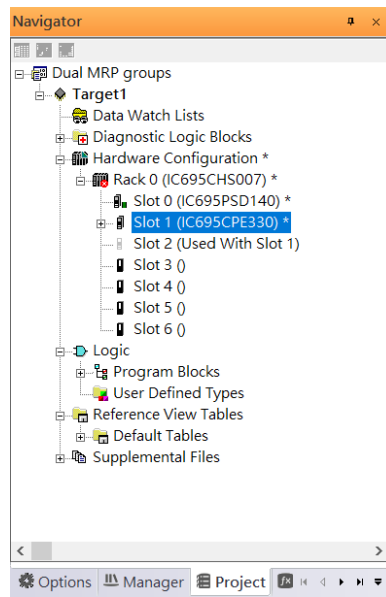 Navigator
Dual MRP groups
Target1
Data Watch Lists
Diagnostic Logic Blocks
Hardware Configuration *
Rack 0 (IC695CHS007) *
Slot 0 (IC695PSD140) *
Slot 1 (IC695CPE330) *
Slot 2 (Used With Slot 1)
Slot 3 ()
Slot 4 ()
Slot 5 ()
Slot 6 ()
Logic
Program Blocks
User Defined Types
Reference View Tables
Default Tables
Supplemental Files
Options Manager Project